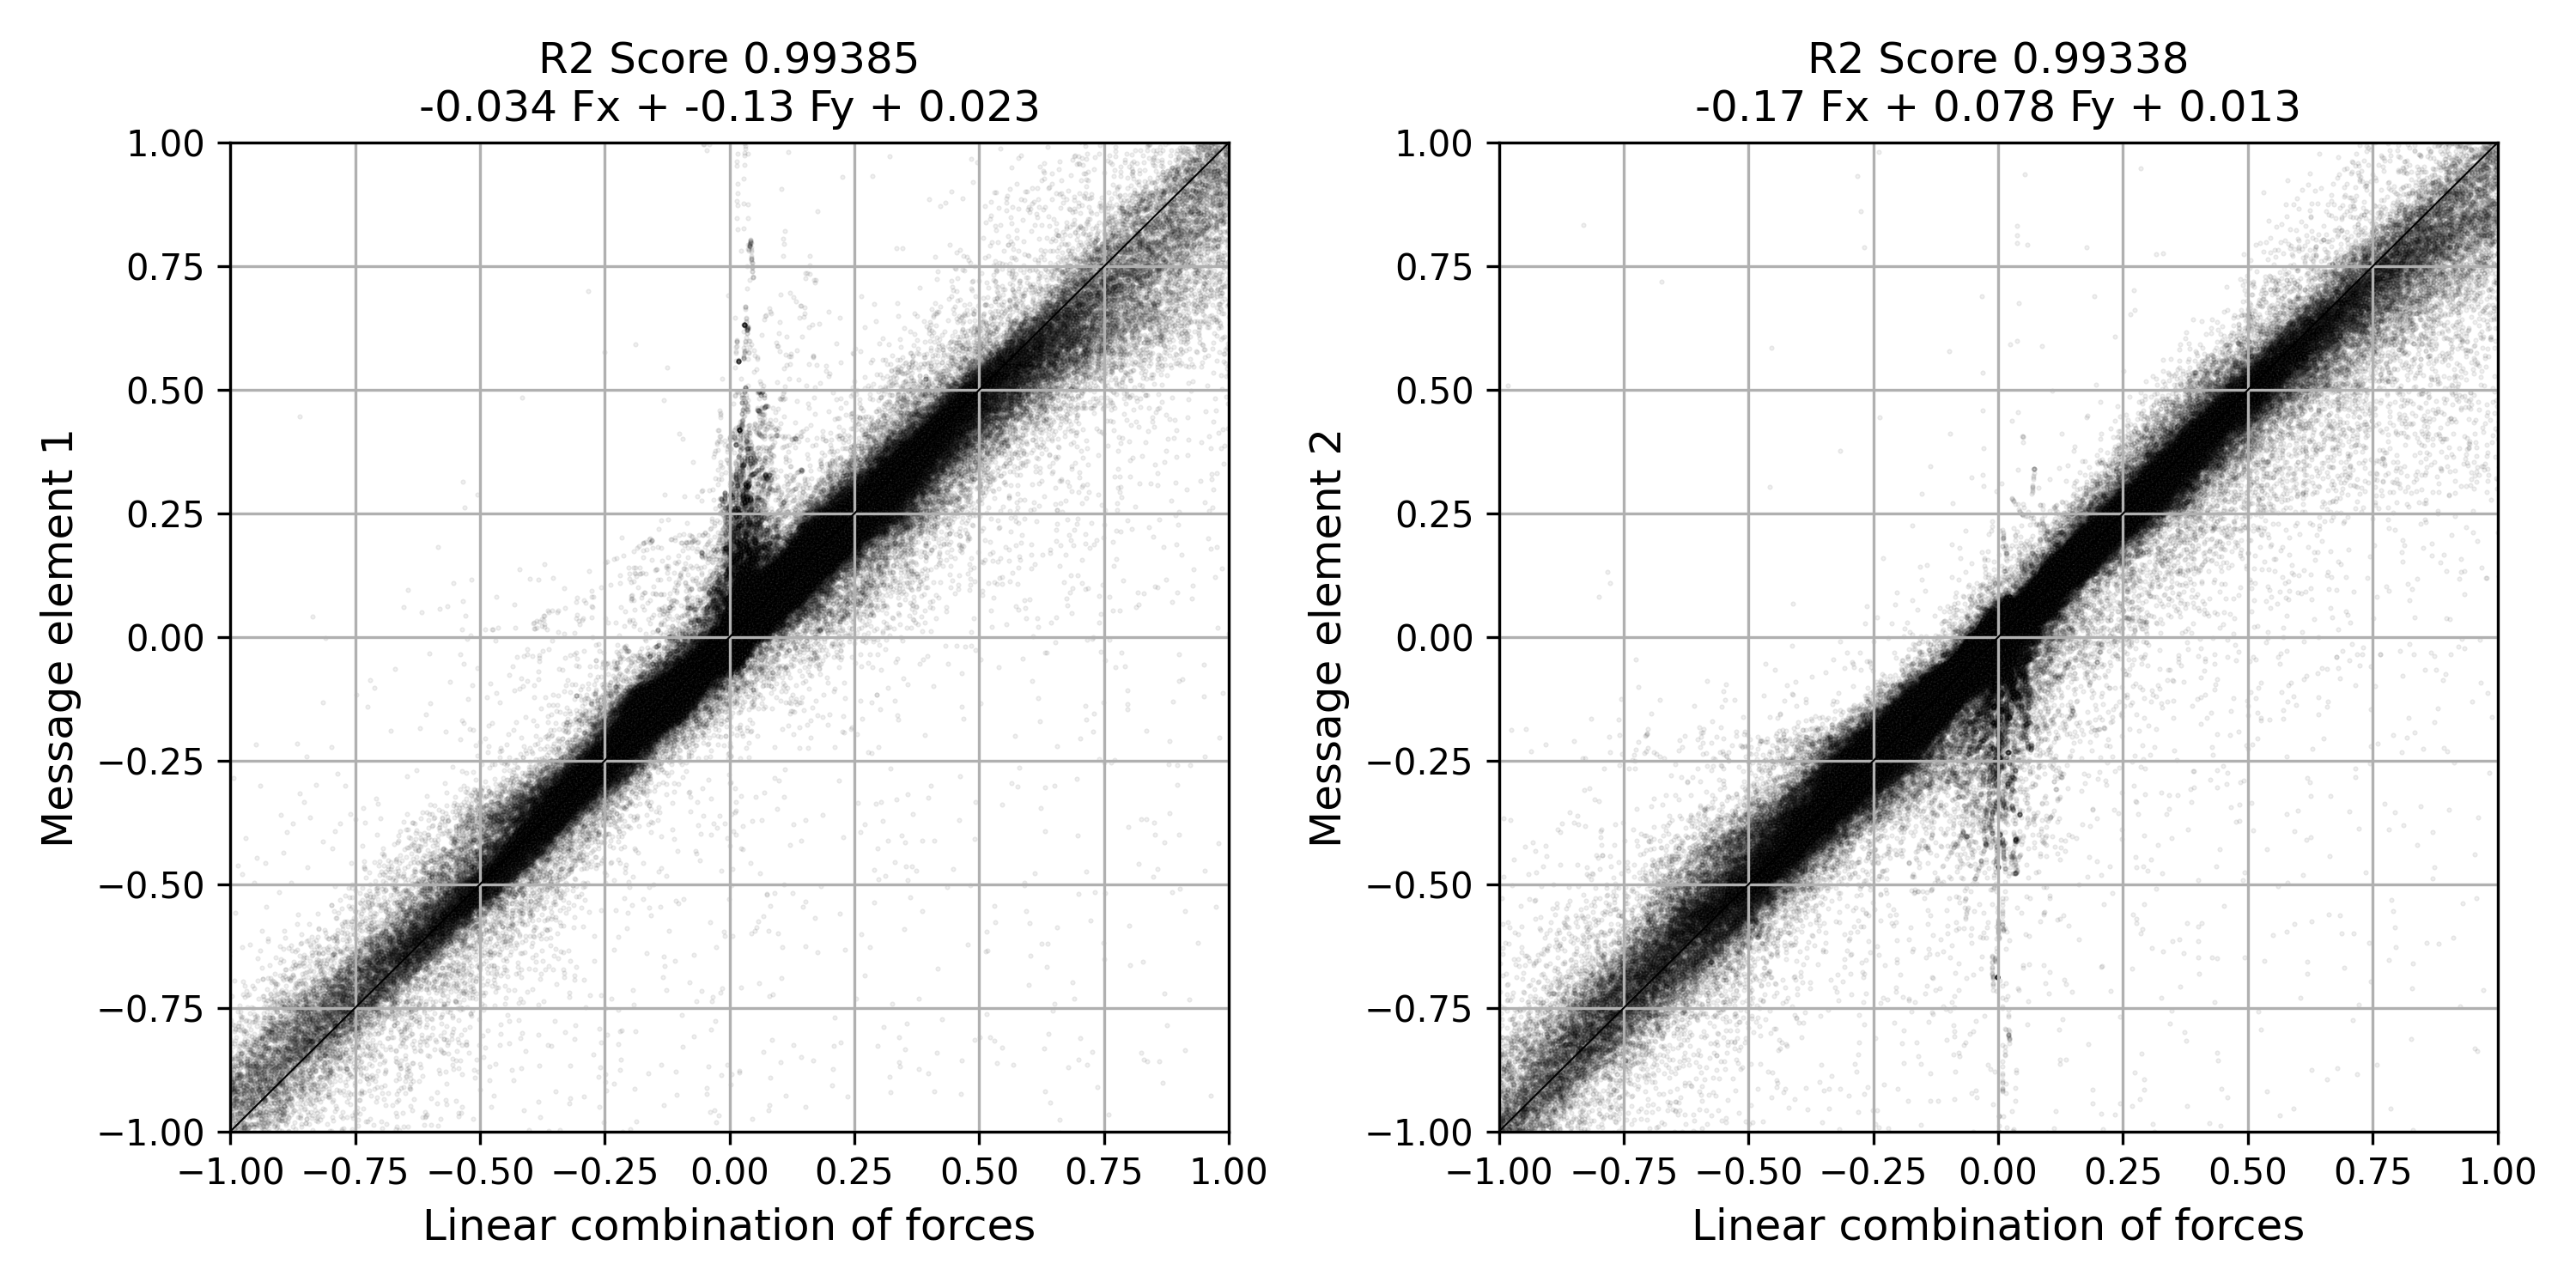 R2 Score 0.99385
-0.034 Fx + -0.13 Fy + 0.023
1.00
0.75
0.50
0.25
0.00
−0.25
−0.50
−0.75
−1.00
Message element 1
−1.00 −0.75 −0.50 −0.25 0.00 0.25 0.50 0.75 1.00
Linear combination of forces
R2 Score 0.99338
-0.17 Fx + 0.078 Fy + 0.013
1.00
0.75
0.50
0.25
0.00
−0.25
−0.50
−0.75
−1.00
Message element 2
−1.00 −0.75 −0.50 −0.25 0.00 0.25 0.50 0.75 1.00
Linear combination of forces